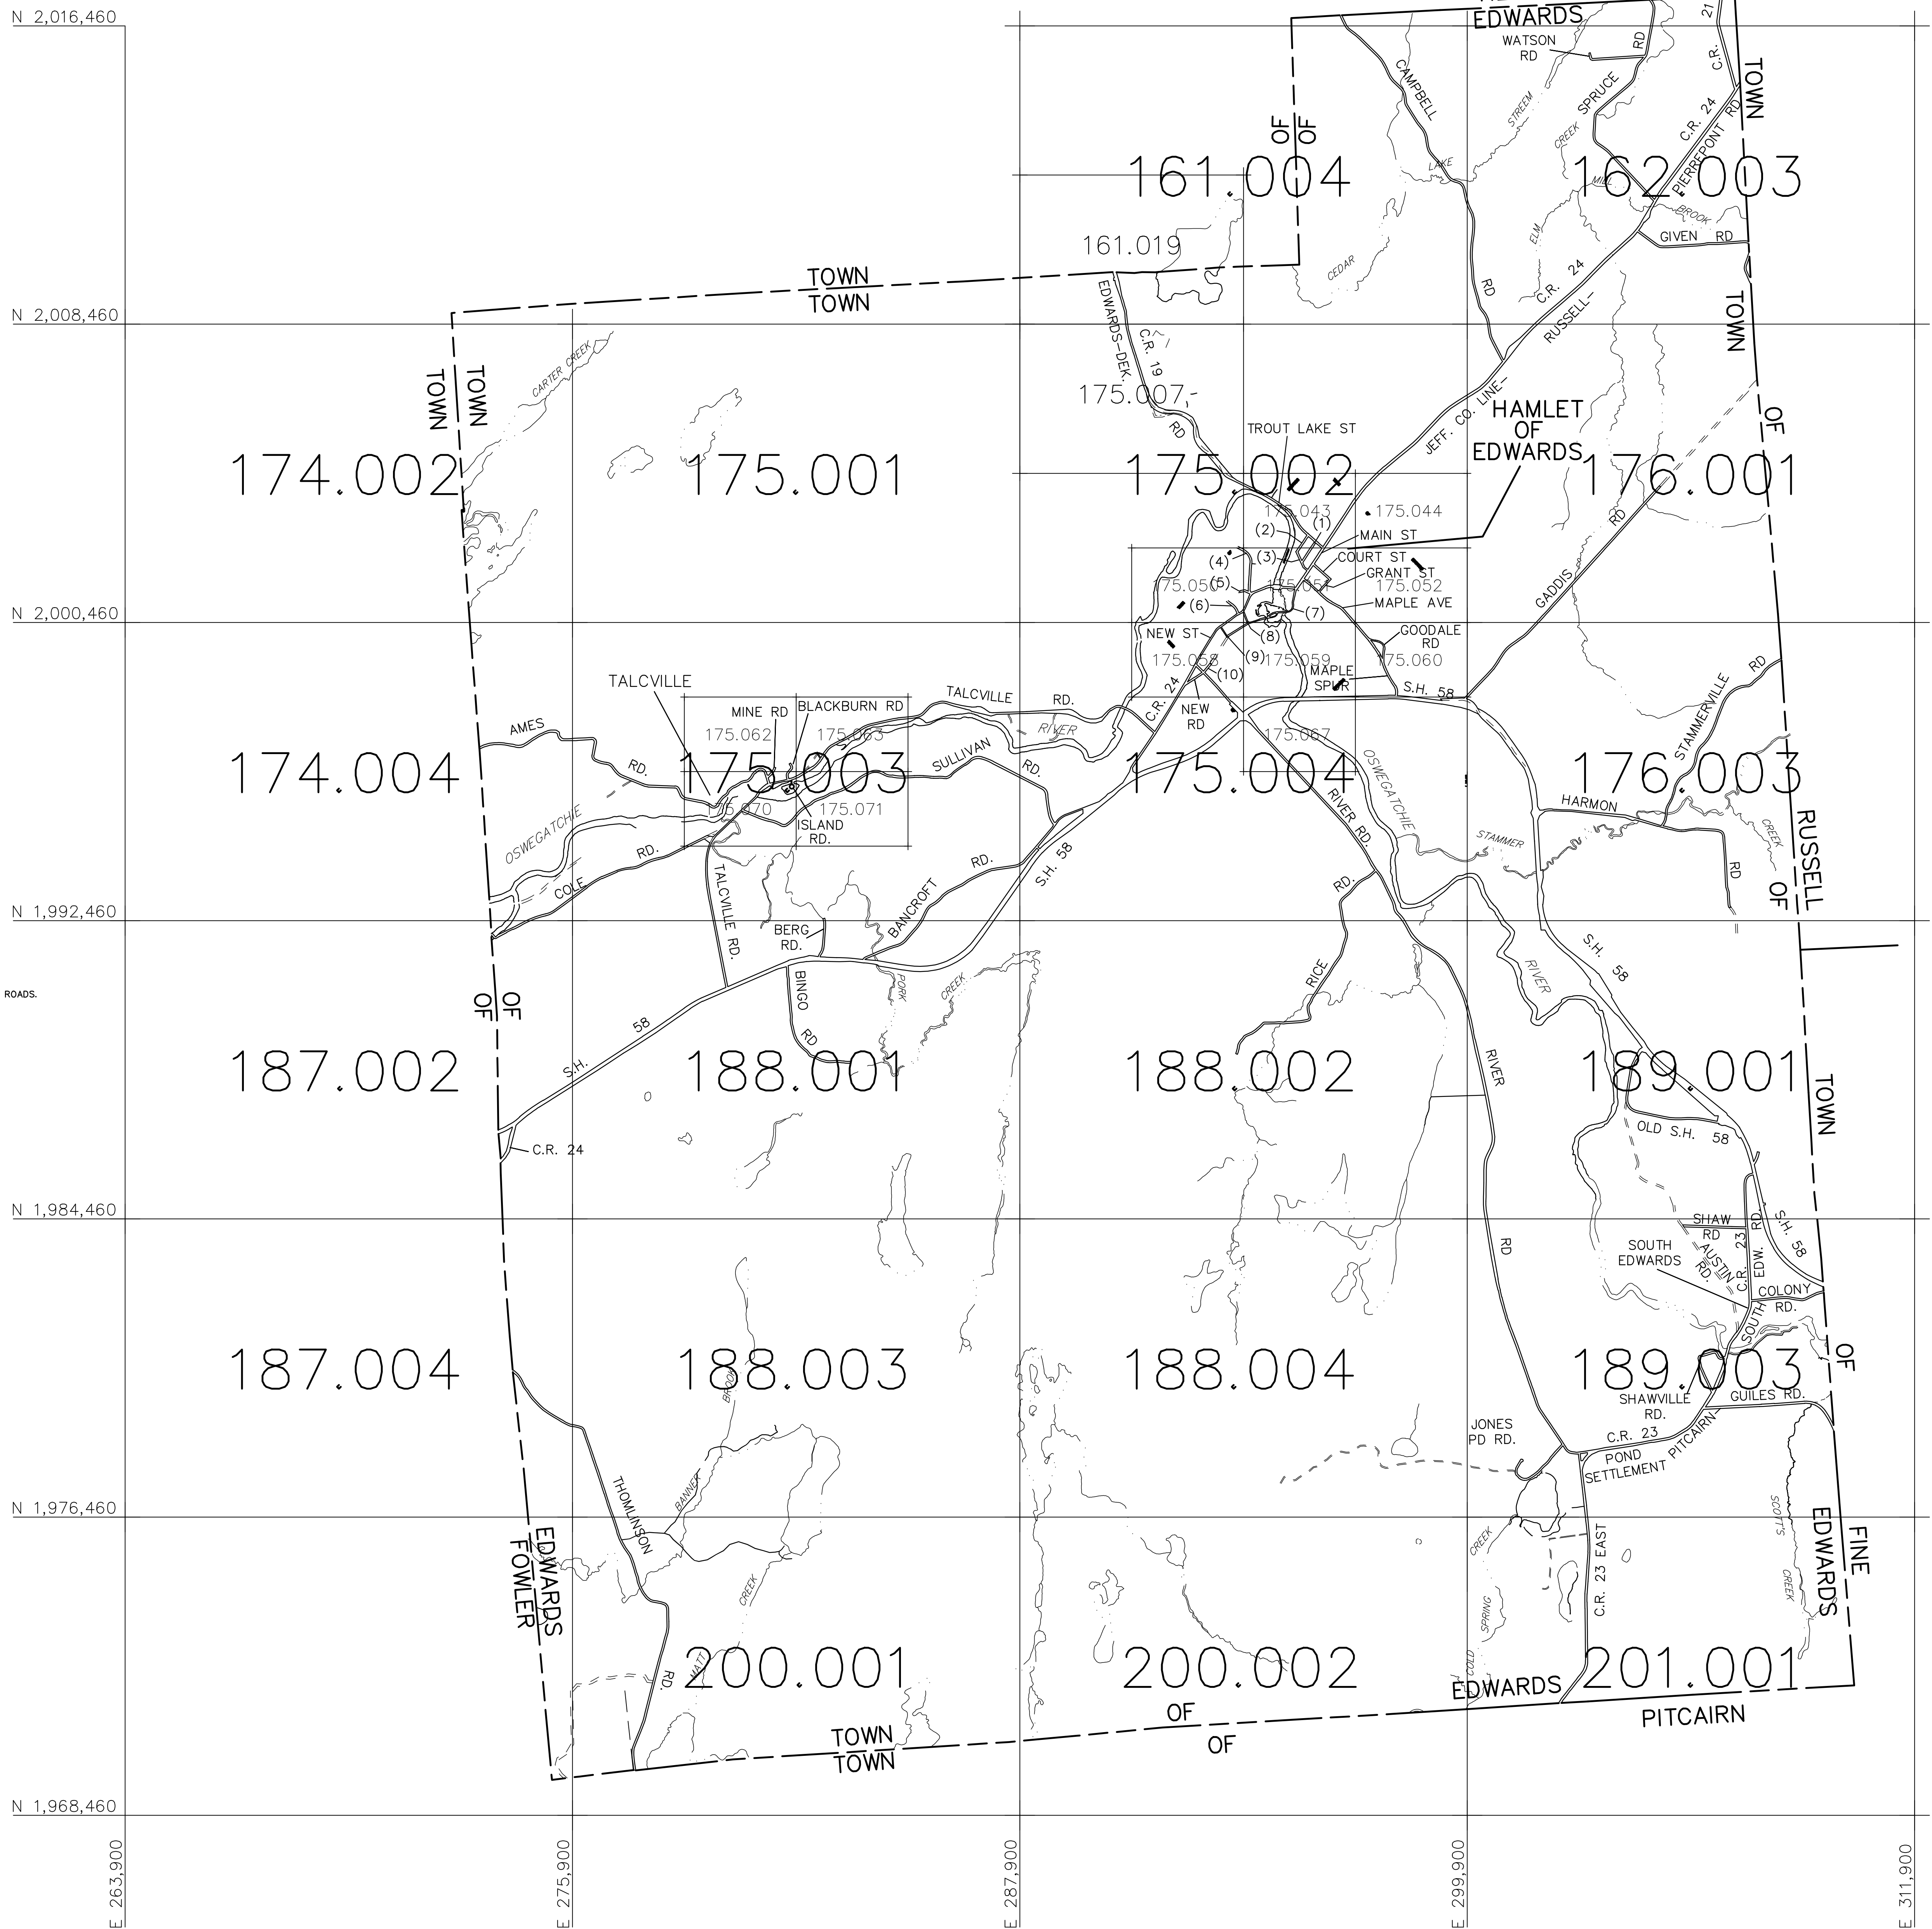 N 2,016,460
EDWARDS
WATSON
RD
RD
21
C.R.
TOWN
CAMPBELL
STREEM
SPRUCE
C.R. 24
PIERREPONT RD
OF
OF
CREEK
LAKE
161.004
162.003
MILL
BROOK
ELM
GIVEN RD
161.019
CEDAR
TOWN
TOWN
EDWARDS-DEK.
C.R. 19
RD
RD
C.R. 24
RUSSELL-
TOWN
N 2,008,460
CARTER CREEK
TOWN
TOWN
175.007
JEFF. CO. LINE-
HAMLET
OF
EDWARDS
OF
TROUT LAKE ST
174.002
175.001
175.002
176.001
175.043
175.044
(1)
(2)
MAIN ST
RD
(3)
COURT ST
(4)
GRANT ST
175.050
(5)
175.051
175.052
GADDIS
(6)
MAPLE AVE
(7)
N 2,000,460
NEW ST
(8)
GOODALE
RD
(9)
175.058
175.059
175.060
(10)
MAPLE
SPUR
S.H. 58
RD
STAMMERVILLE
TALCVILLE
MINE RD
BLACKBURN RD
TALCVILLE RD.
C.R. 24
NEW
RD
AMES
RD.
175.062
175.063
RIVER
175.067
SULLIVAN
RD.
OSWEGATCHIE
174.004
175.003
175.004
176.003
175.070
175.071
ISLAND
RD.
RIVER RD.
HARMON
RD
STAMMER
CREEK
RUSSELL
OF
OSWEGATCHIE
COLE
RD.
TALCVILLE RD.
BANCROFT
RD.
S.H. 58
RD.
RICE
N 1,992,460
BERG
RD.
BINGO
RD
PORK
CREEK
RIVER
S.H. 58
ROADS.
OF
OF
S.H. 58
187.002
188.001
188.002
189.001
RIVER
RD
TOWN
OLD S.H. 58
C.R. 24
N 1,984,460
SHAW
RD
SOUTH
EDWARDS
AUSTIN
RD.
C.R. 23
SOUTH EDW. RD.
S.H. 58
COLONY
RD.
OF
187.004
188.003
188.004
189.003
BROOK
BANNER
SHAWVILLE
RD.
GUILES RD.
JONES
PD RD.
C.R. 23
POND
SETTLEMENT
PITCAIRN-
N 1,976,460
THOMLINSON
RD.
EDWARDS
FOWLER
CREEK
MATT
CREEK
SPRING
COLD
C.R. 23 EAST
SCOTT'S
CREEK
FINE
EDWARDS
200.001
200.002
201.001
EDWARDS
PITCAIRN
OF
OF
TOWN
TOWN
N 1,968,460
E 263,900
E 275,900
E 287,900
E 299,900
E 311,900